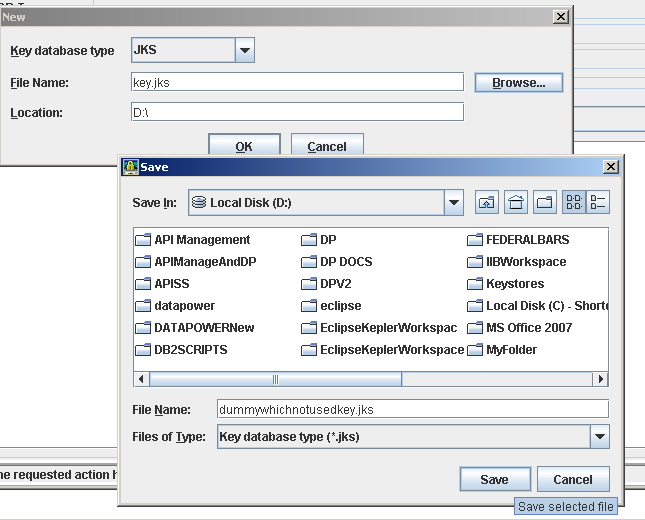 New
Key database type JKS
File Name: key.jks Browse...
Location: D:\
OK Cancel
Save
Save In: Local Disk (D:)
API Management DP FEDERALBARS
APIManageAndDP DP DOCS IIBWorkspace
APISS DPV2 Keystores
datapower eclipse Local Disk (C) - Shortc
DATAPOWERNew EclipseKeplerWorkspac MS Office 2007
DB2SCRIPTS EclipseKeplerWorkspace MyFolder
File Name: dummywhichnotusedkey.jks
Files of Type: Key database type (*.jks)
ne requested action h
Save Cancel
Save selected file